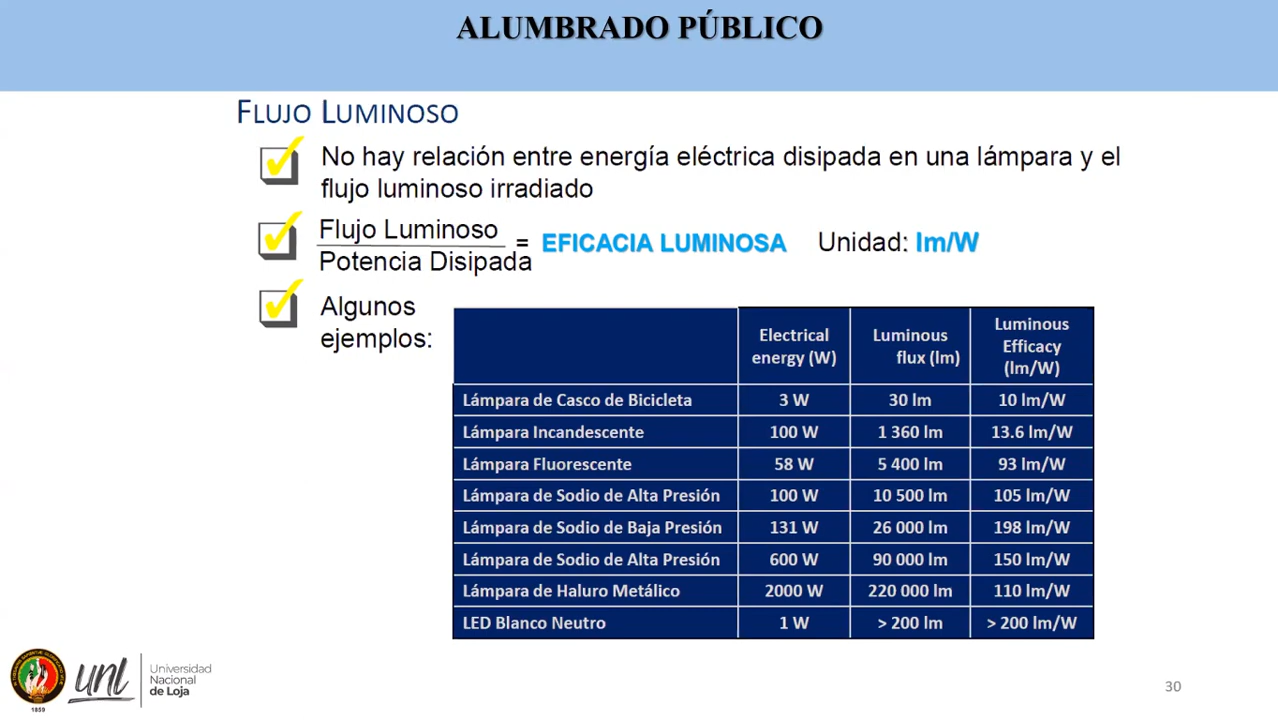 ALUMBRADO PÚBLICO
FLUJO LUMINOSO
No hay relación entre energía eléctrica disipada en una lámpara y el
flujo luminoso irradiado
Flujo Luminoso
Potencia Disipada
= EFICACIA LUMINOSA Unidad: lm/W
Algunos
ejemplos:
Electrical
energy (W)
Luminous
flux (lm)
Luminous
Efficacy
(lm/W)
Lámpara de Casco de Bicicleta 3 W 30 lm 10 lm/W
Lámpara Incandescente 100 W 1 360 lm 13.6 lm/W
Lámpara Fluorescente 58 W 5 400 lm 93 lm/W
Lámpara de Sodio de Alta Presión 100 W 10 500 lm 105 lm/W
Lámpara de Sodio de Baja Presión 131 W 26 000 lm 198 lm/W
Lámpara de Sodio de Alta Presión 600 W 90 000 lm 150 lm/W
Lámpara de Haluro Metálico 2000 W 220 000 lm 110 lm/W
LED Blanco Neutro 1 W > 200 lm > 200 lm/W
unl
Universidad
Nacional
de Loja
1859
30